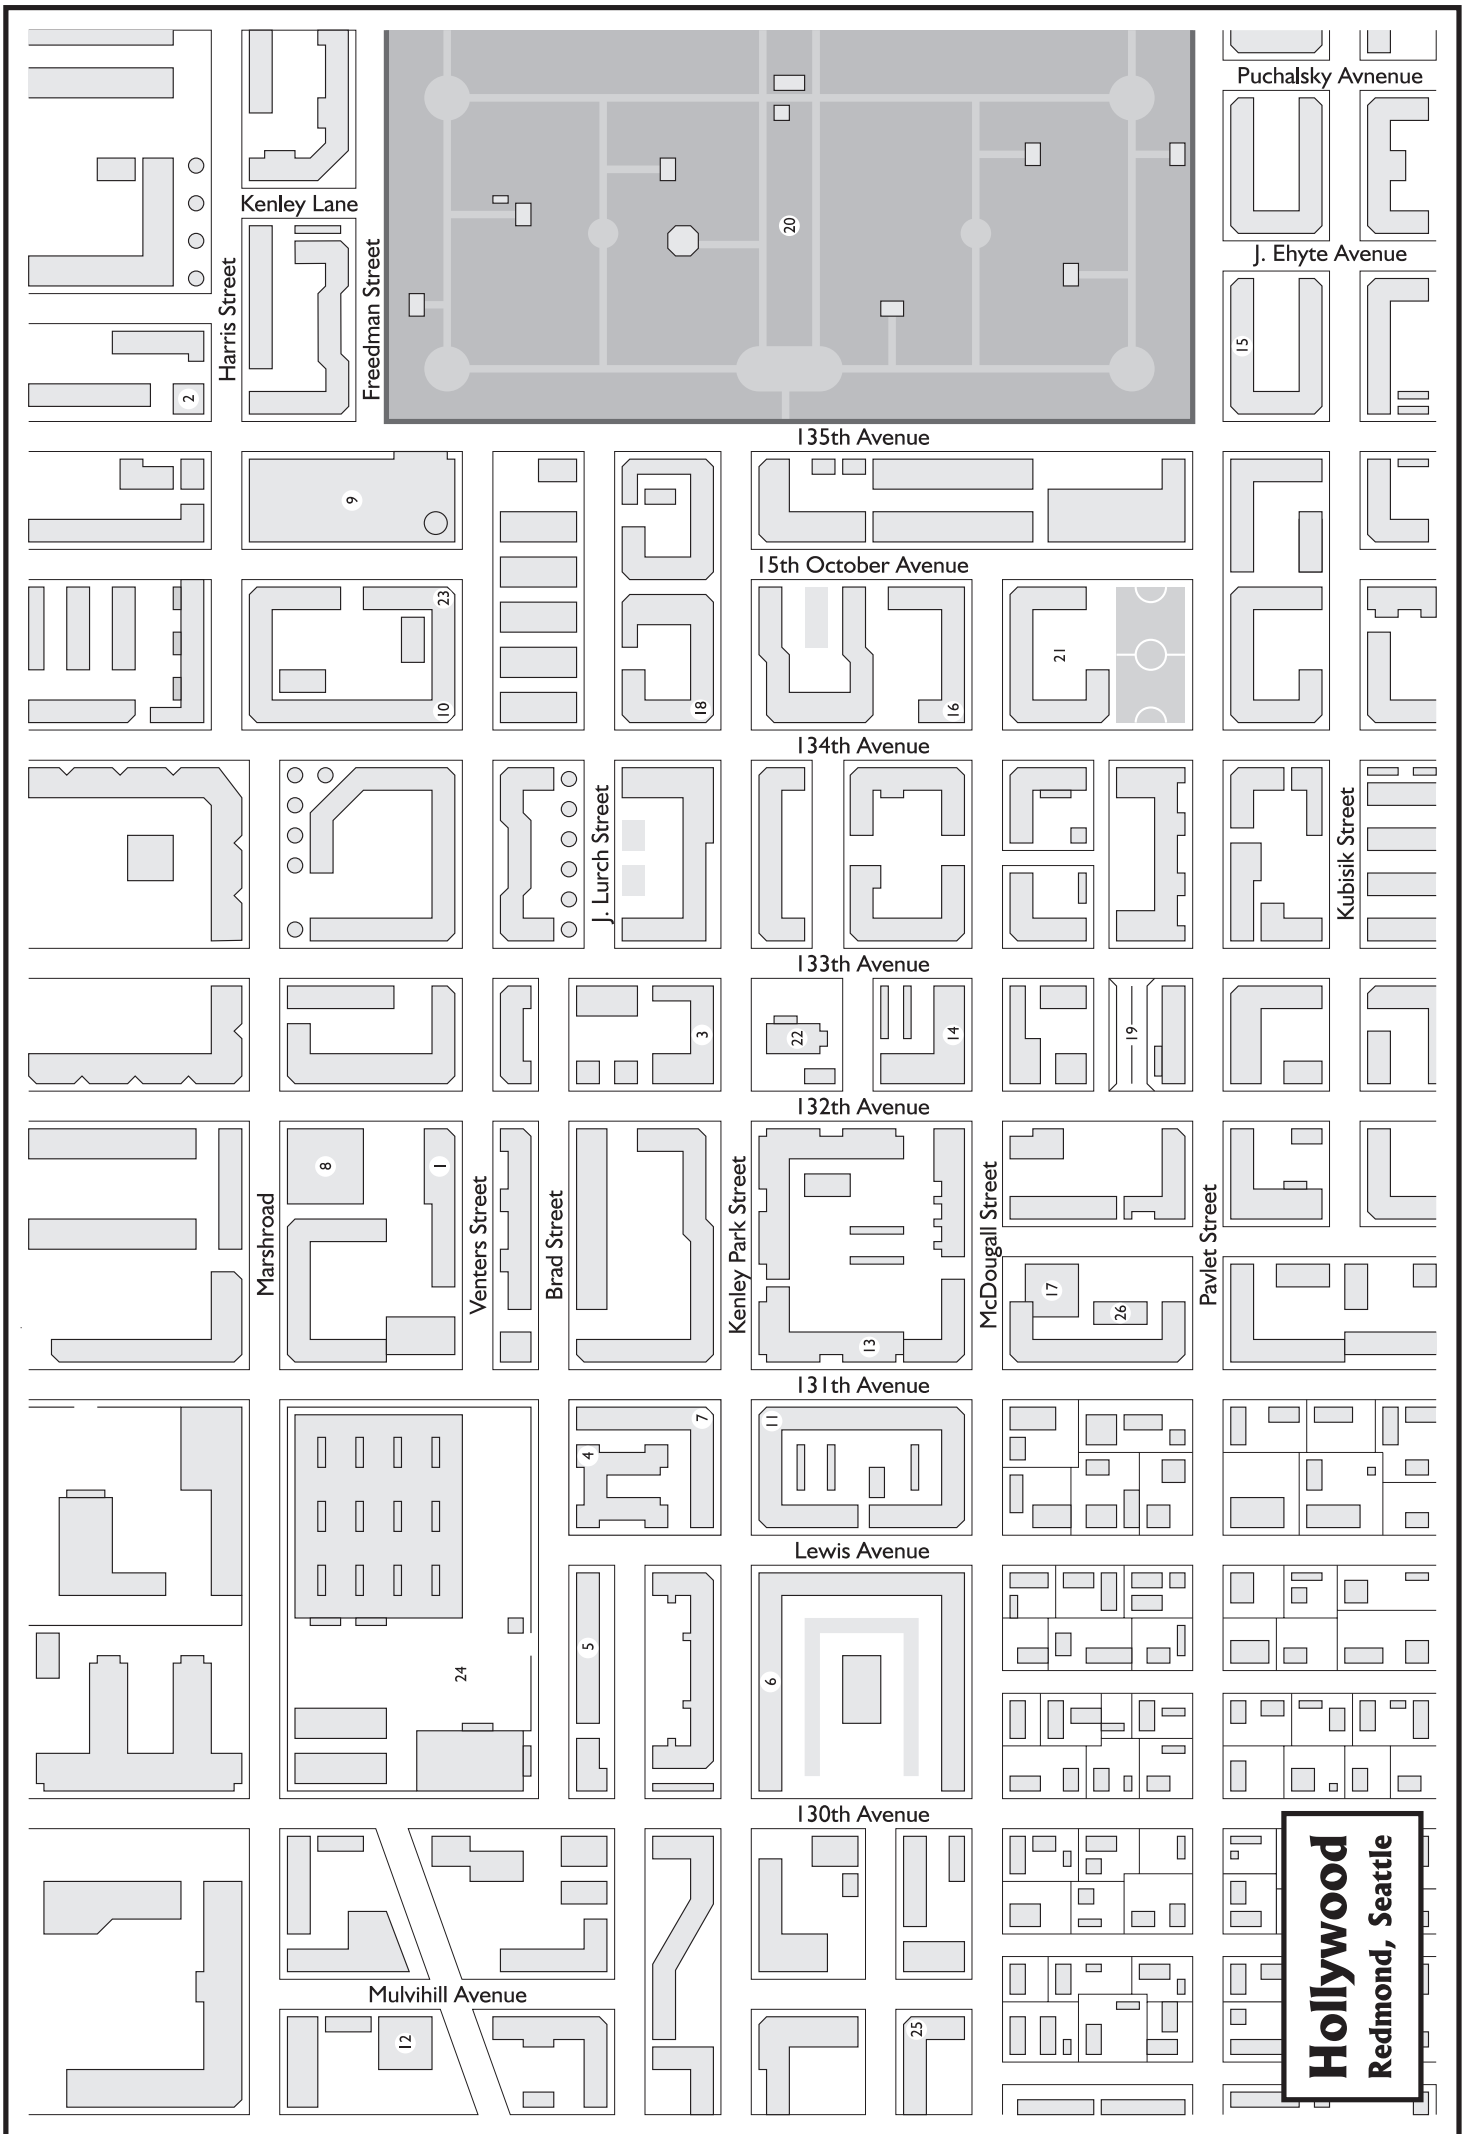 Puchalsky Avnenue
Kenley Lane
20
J. Ehyte Avenue
Harris Street
Freedman Street
15
2
135th Avenue
9
15th October Avenue
23
21
10
18
16
134th Avenue
J. Lurch Street
Kubisik Street
133th Avenue
3
22
14
19
132th Avenue
8
1
Marshroad
Venters Street
Brad Street
Kenley Park Street
McDougall Street
Pavlet Street
17
26
13
131th Avenue
7
11
4
Lewis Avenue
5
24
6
130th Avenue
Hollywood
Redmond, Seattle
Mulvihill Avenue
12
25